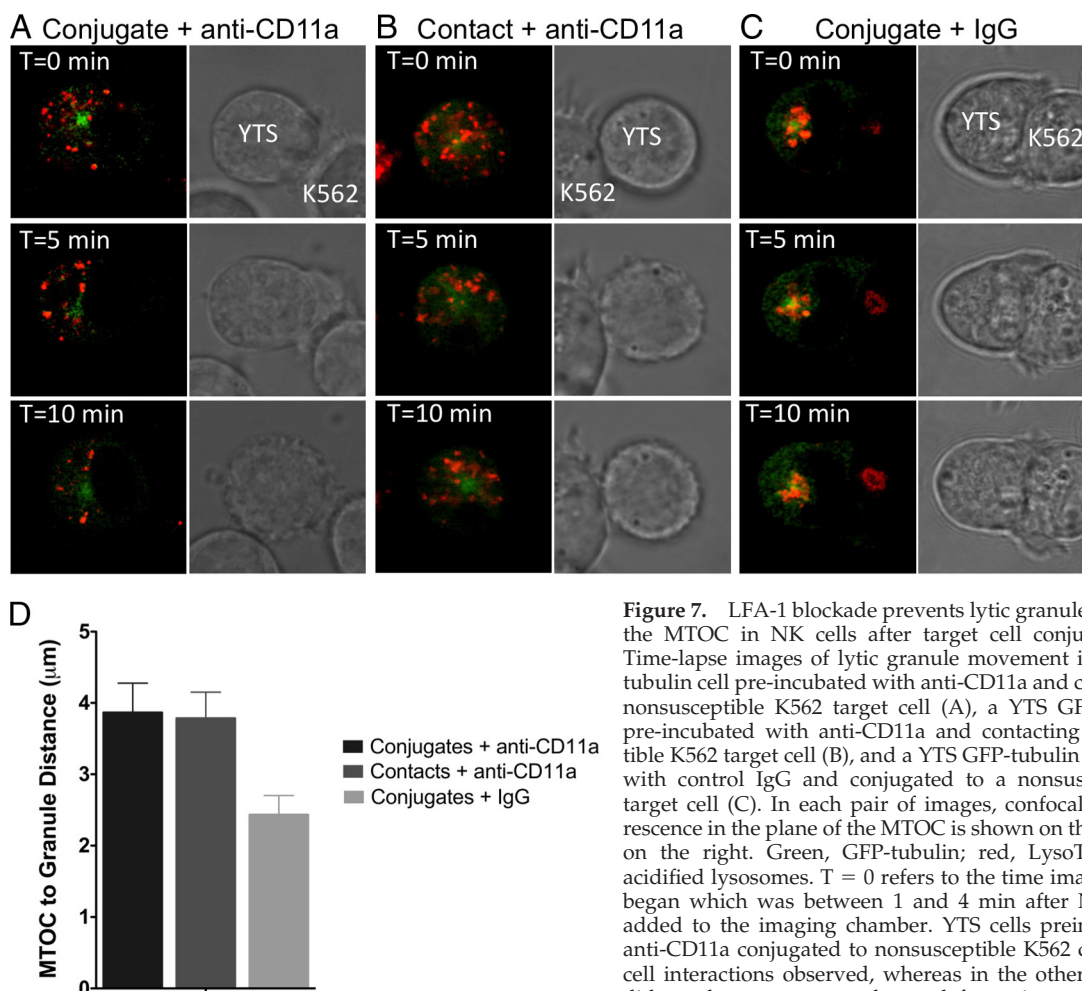 A Conjugate + anti-CD11a
B Contact + anti-CD11a
C Conjugate + IgG
T=0 min
YTS
K562
T=0 min
YTS
K562
T=0 min
YTS
K562
T=5 min
T=5 min
T=5 min
T=10 min
T=10 min
T=10 min
D
MTOC to Granule Distance (μm)
5
4
3
2
1
0
Conjugates + anti-CD11a
Contacts + anti-CD11a
Conjugates + IgG
Figure 7. LFA-1 blockade prevents lytic granule
the MTOC in NK cells after target cell conju
Time-lapse images of lytic granule movement i
tubulin cell pre-incubated with anti-CD11a and c
nonsusceptible K562 target cell (A), a YTS GF
pre-incubated with anti-CD11a and contacting
tible K562 target cell (B), and a YTS GFP-tubulin
with control IgG and conjugated to a nonsus
target cell (C). In each pair of images, confocal
rescence in the plane of the MTOC is shown on th
on the right. Green, GFP-tubulin; red, LysoT
acidified lysosomes. T = 0 refers to the time ima
began which was between 1 and 4 min after N
added to the imaging chamber. YTS cells prein
anti-CD11a conjugated to nonsusceptible K562 c
cell interactions observed, whereas in the other